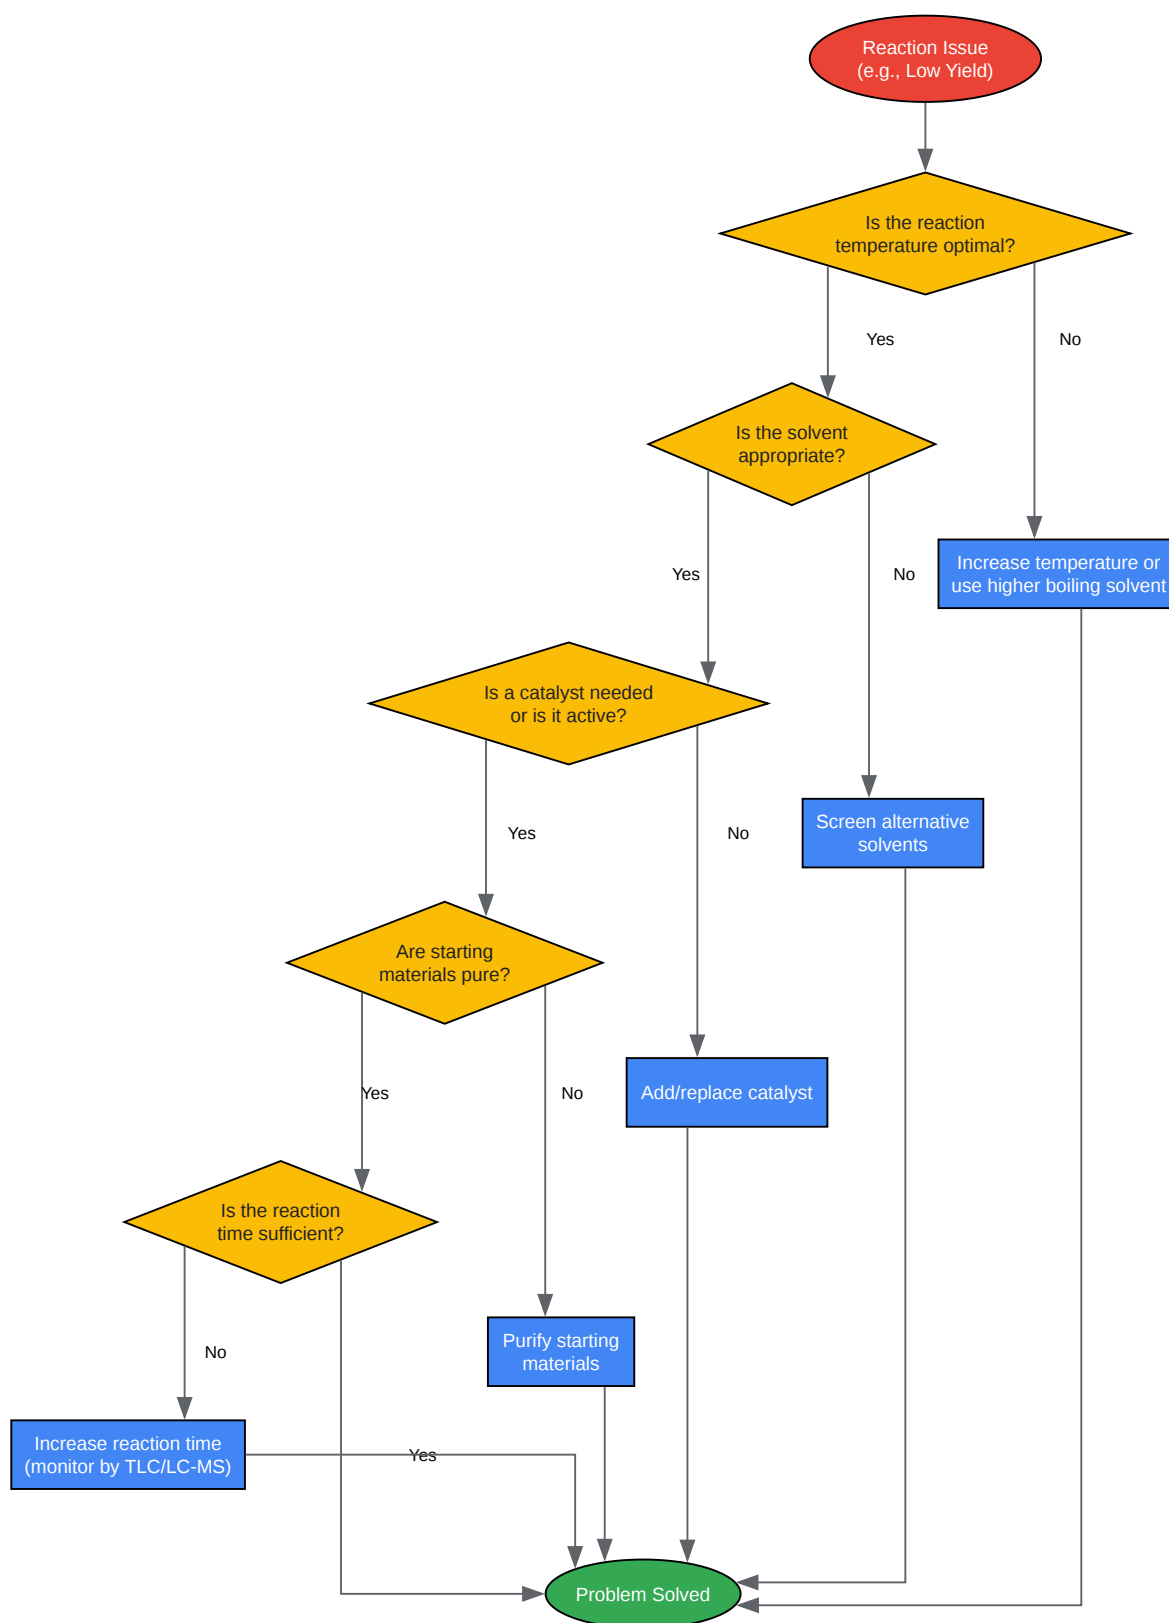 Reaction Issue
(e.g., Low Yield)
Is the reaction
temperature optimal?
Yes
No
Is the solvent
appropriate?
Yes
No
Increase temperature or
use higher boiling solvent
Is a catalyst needed
or is it active?
Yes
No
Screen alternative
solvents
Are starting
materials pure?
Yes
No
Add/replace catalyst
Is the reaction
time sufficient?
No
Purify starting
materials
Increase reaction time
(monitor by TLC/LC-MS)
Yes
Problem Solved